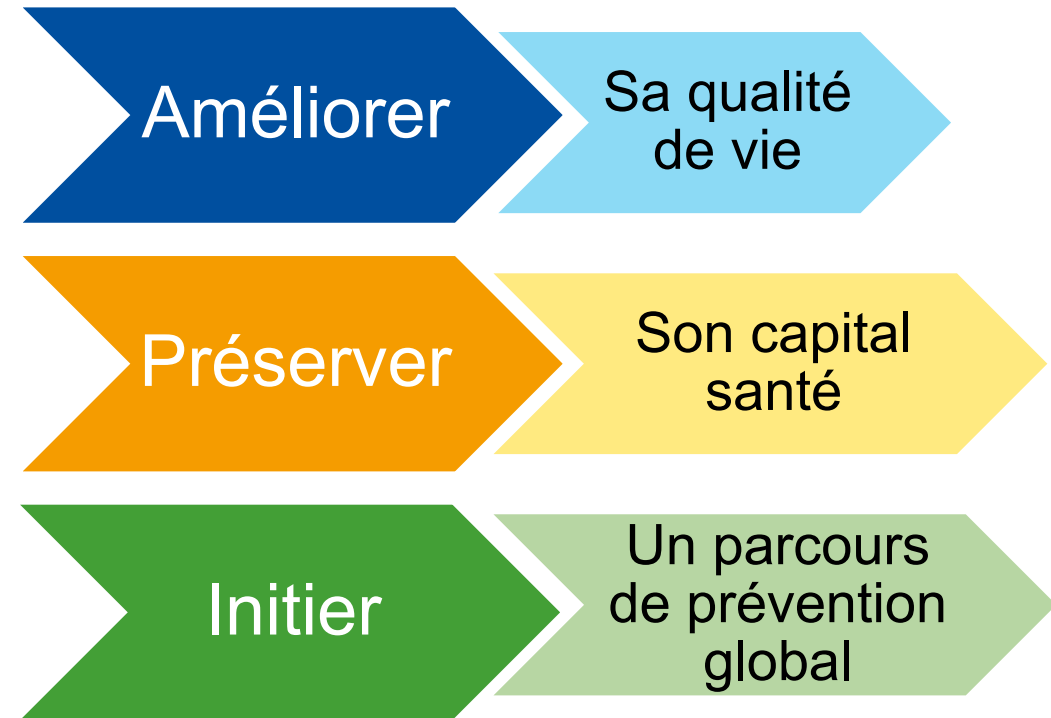 Améliorer
Sa qualité
de vie
Préserver
Son capital
santé
Initier
Un parcours
de prévention
global